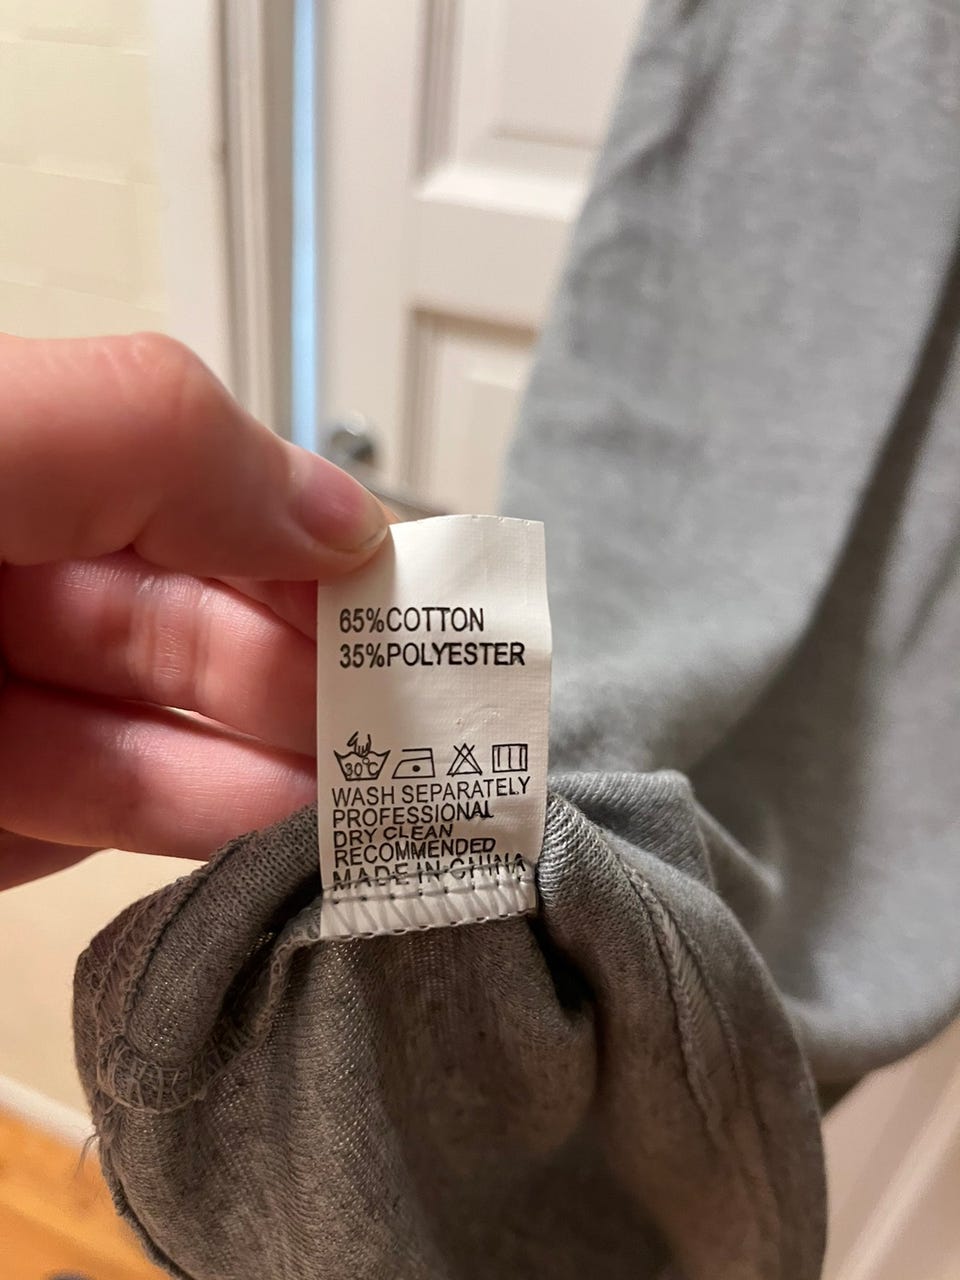 65%COTTON
35%POLYESTER
30°C
WASH SEPARATELY
PROFESSIONAL
DRY CLEAN
RECOMMENDED
MADE IN CHINA